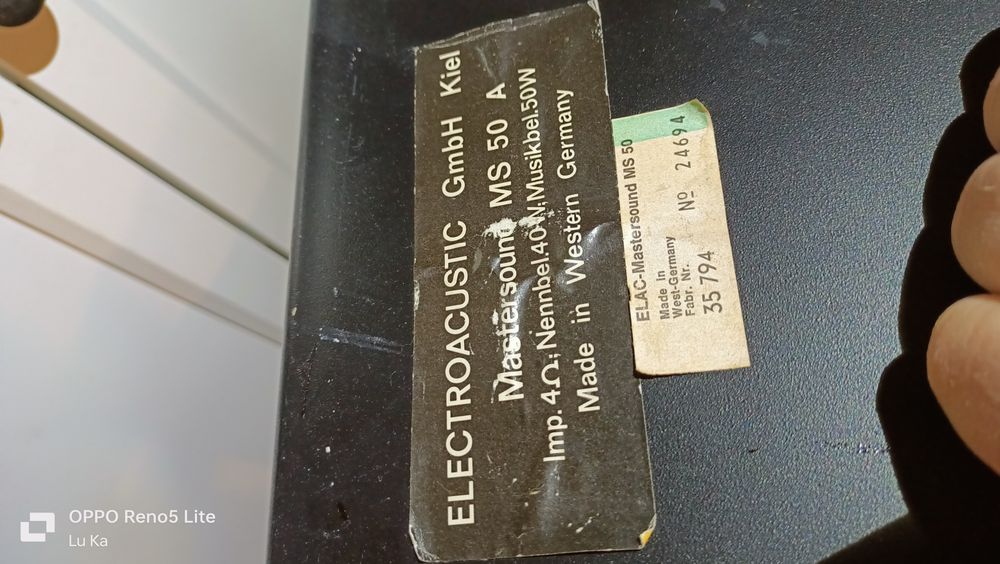 ELECTROACUSTIC GmbH Kiel
Mastersound MS 50 A
Imp. 4Ω; Nennbel.40W; Musikbel.50W
Made in Western Germany
ELAC-Mastersound MS 50
Made in
West-Germany
Fabr. Nr. Nº 24694
35 794
OPPO Reno5 Lite
Lu Ka